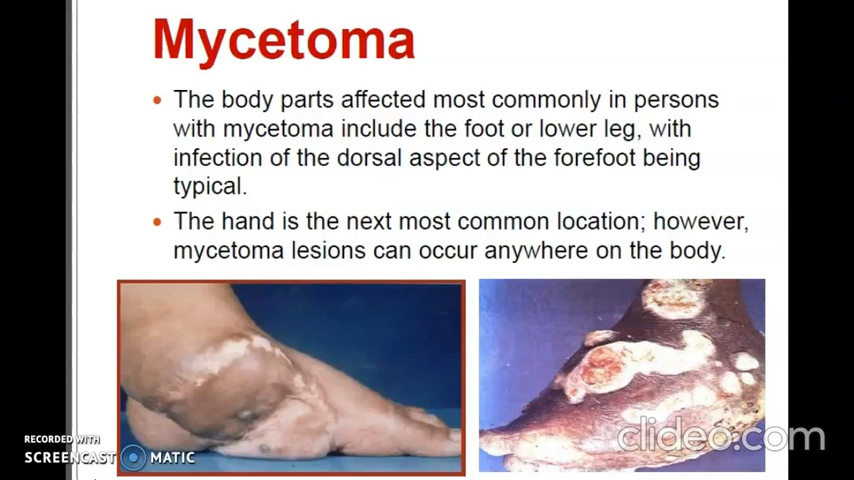 Mycetoma
• The body parts affected most commonly in persons
with mycetoma include the foot or lower leg, with
infection of the dorsal aspect of the forefoot being
typical.
• The hand is the next most common location; however,
mycetoma lesions can occur anywhere on the body.
clideo.com
RECORDED WITH
SCREENCAST MATIC